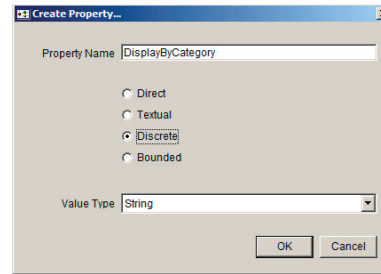 Create Property...
Property Name DisplayByCategory
Direct
Textual
Discrete
Bounded
Value Type String
OK Cancel